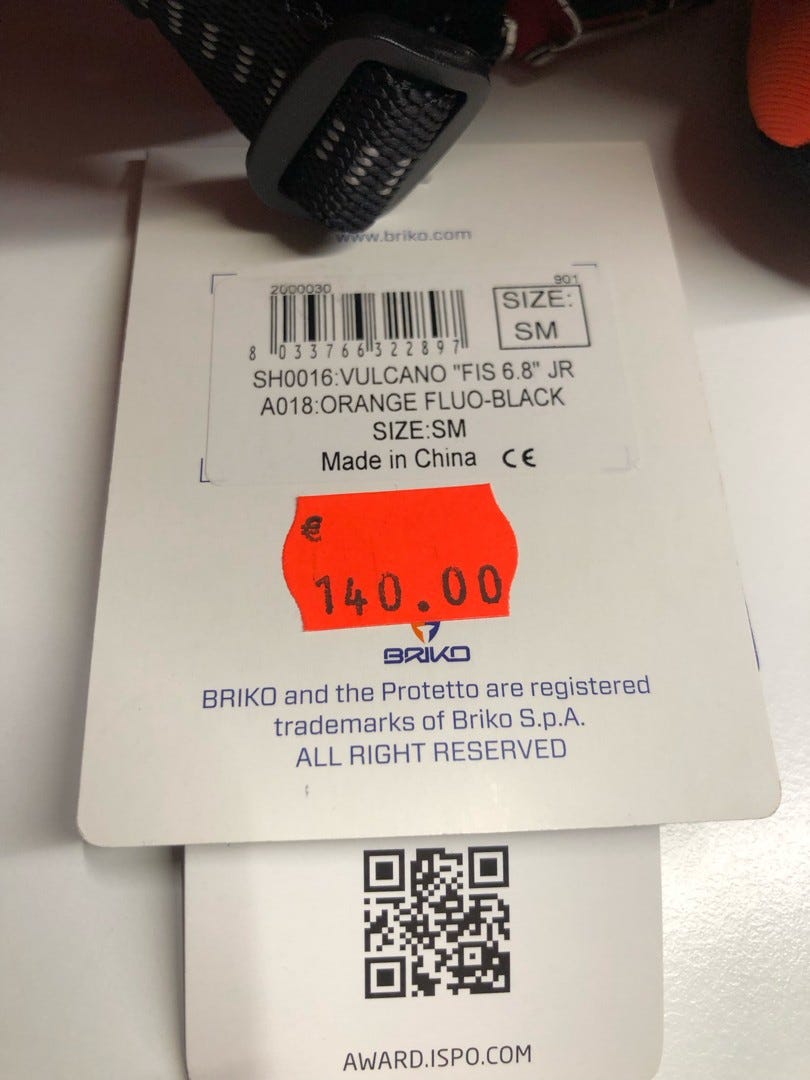 www.briko.com
2000030
901
SIZE:
SM
8 033766 322897
SH0016:VULCANO "FIS 6.8" JR
A018:ORANGE FLUO-BLACK
SIZE:SM
Made in China CE
€
140.00
BRIKO
BRIKO and the Protetto are registered
trademarks of Briko S.p.A.
ALL RIGHT RESERVED
AWARD.ISPO.COM